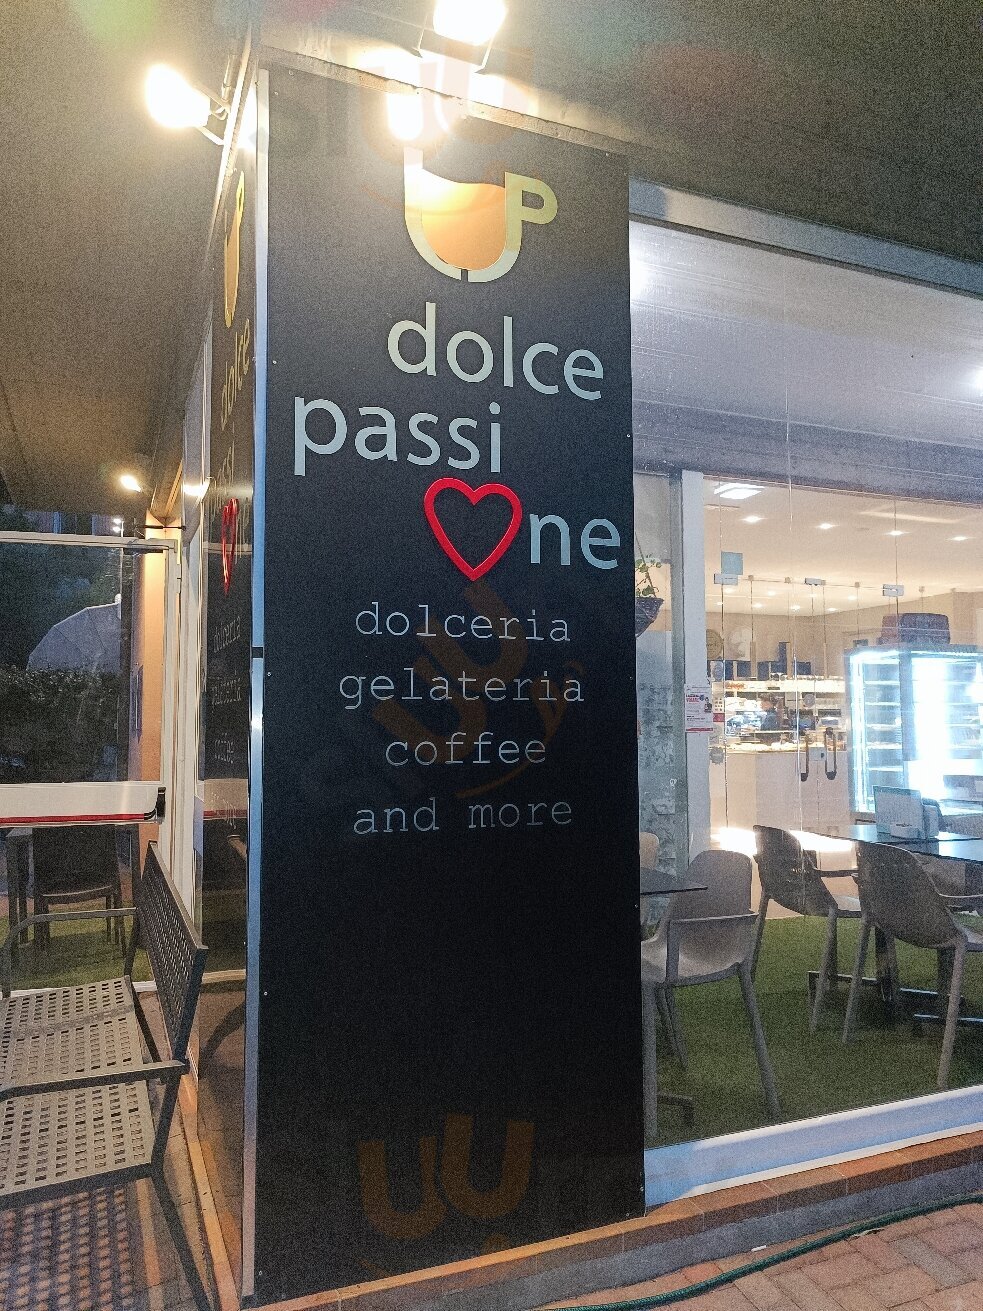 dolce
passi
ne
dolceria
gelateria
coffee
and more